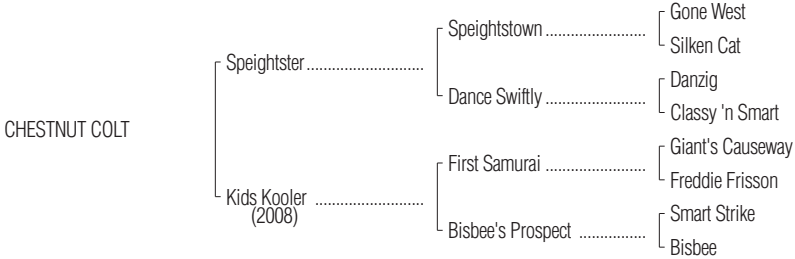 Gone West
Speightstown ........................
Silken Cat
Speightster ............................
Danzig
Dance Swiftly ........................
Classy 'n Smart
CHESTNUT COLT
Giant's Causeway
First Samurai ........................
Freddie Frisson
Kids Kooler ..........................
(2008)
Smart Strike
Bisbee's Prospect ................
Bisbee